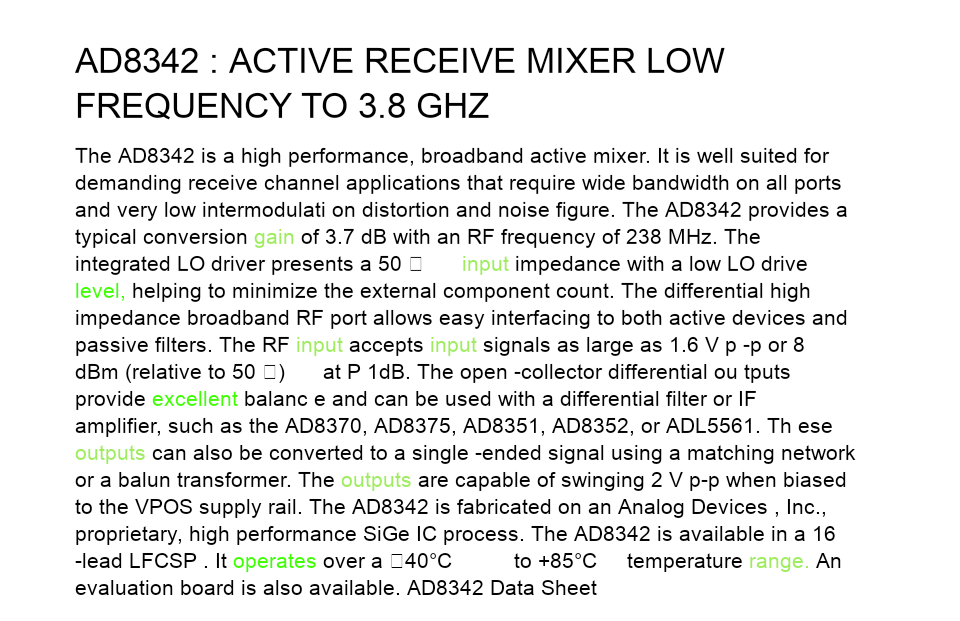 AD8342 : ACTIVE RECEIVE MIXER LOW
FREQUENCY TO 3.8 GHZ
The AD8342 is a high performance, broadband active mixer. It is well suited for
demanding receive channel applications that require wide bandwidth on all ports
and very low intermodulati on distortion and noise figure. The AD8342 provides a
typical conversion gain of 3.7 dB with an RF frequency of 238 MHz. The
integrated LO driver presents a 50 □ input impedance with a low LO drive
level, helping to minimize the external component count. The differential high
impedance broadband RF port allows easy interfacing to both active devices and
passive filters. The RF input accepts input signals as large as 1.6 V p -p or 8
dBm (relative to 50 □) at P 1dB. The open -collector differential ou tputs
provide excellent balanc e and can be used with a differential filter or IF
amplifier, such as the AD8370, AD8375, AD8351, AD8352, or ADL5561. Th ese
outputs can also be converted to a single -ended signal using a matching network
or a balun transformer. The outputs are capable of swinging 2 V p-p when biased
to the VPOS supply rail. The AD8342 is fabricated on an Analog Devices , Inc.,
proprietary, high performance SiGe IC process. The AD8342 is available in a 16
-lead LFCSP . It operates over a □40°C to +85°C temperature range. An
evaluation board is also available. AD8342 Data Sheet